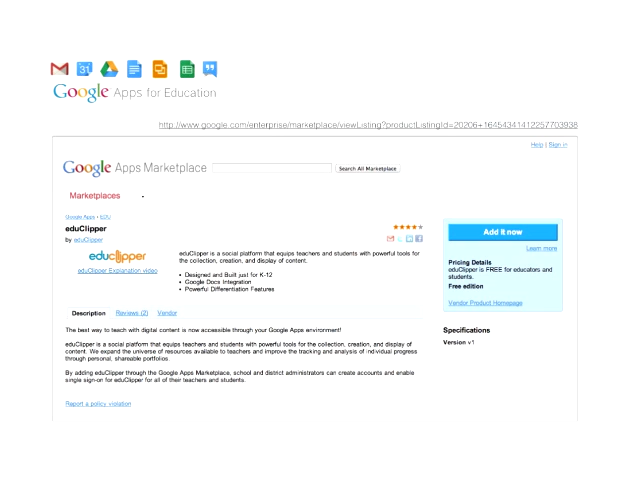 31
Google Apps for Education
http://www.google.com/enterprise/marketplace/viewListing?productListingId=20206+16454341412257703938
Help | Sign in
Google Apps Marketplace
Search All Marketplace
Marketplaces
Google Apps › EDU
eduClipper
by eduClipper
educlipper
eduClipper Explanation video
eduClipper is a social platform that equips teachers and students with powerful tools for
the collection, creation, and display of content.
• Designed and Built just for K-12
• Google Docs Integration
• Powerful Differentiation Features
Add it now
Learn more
Pricing Details
eduClipper is FREE for educators and
students.
Free edition
Vendor Product Homepage
Description Reviews (2) Vendor
Specifications
Version v1
The best way to teach with digital content is now accessible through your Google Apps environment!
eduClipper is a social platform that equips teachers and students with powerful tools for the collection, creation, and display of
content. We expand the universe of resources available to teachers and improve the tracking and analysis of individual progress
through personal, shareable portfolios.
By adding eduClipper through the Google Apps Marketplace, school and district administrators can create accounts and enable
single sign-on for eduClipper for all of their teachers and students.
Report a policy violation